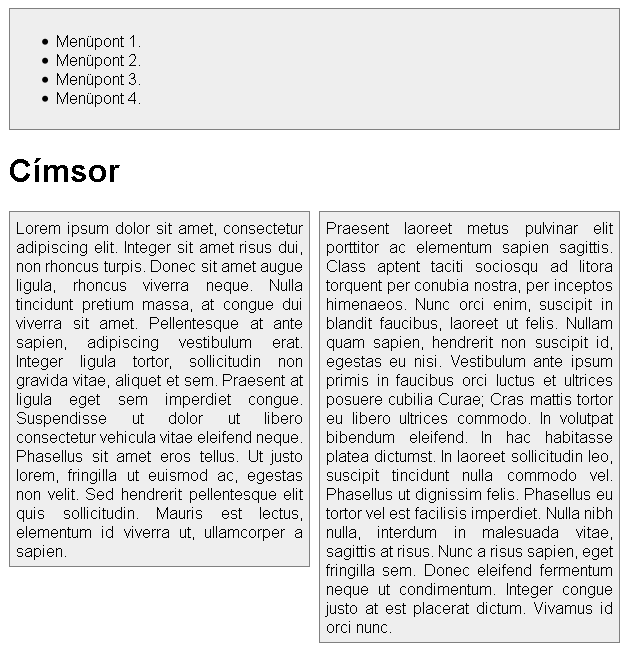 Menüpont 1.
Menüpont 2.
Menüpont 3.
Menüpont 4.
Címsor
Lorem ipsum dolor sit amet, consectetur
adipiscing elit. Integer sit amet risus dui,
non rhoncus turpis. Donec sit amet augue
ligula, rhoncus viverra neque. Nulla
tincidunt pretium massa, at congue dui
viverra sit amet. Pellentesque at ante
sapien, adipiscing vestibulum erat.
Integer ligula tortor, sollicitudin non
gravida vitae, aliquet et sem. Praesent at
ligula eget sem imperdiet congue.
Suspendisse ut dolor ut libero
consectetur vehicula vitae eleifend neque.
Phasellus sit amet eros tellus. Ut justo
lorem, fringilla ut euismod ac, egestas
non velit. Sed hendrerit pellentesque elit
quis sollicitudin. Mauris est lectus,
elementum id viverra ut, ullamcorper a
sapien.
Praesent laoreet metus pulvinar elit
porttitor ac elementum sapien sagittis.
Class aptent taciti sociosqu ad litora
torquent per conubia nostra, per inceptos
himenaeos. Nunc orci enim, suscipit in
blandit faucibus, laoreet ut felis. Nullam
quam sapien, hendrerit non suscipit id,
egestas eu nisi. Vestibulum ante ipsum
primis in faucibus orci luctus et ultrices
posuere cubilia Curae; Cras mattis tortor
eu libero ultrices commodo. In volutpat
bibendum eleifend. In hac habitasse
platea dictumst. In laoreet sollicitudin leo,
suscipit tincidunt nulla commodo vel.
Phasellus ut dignissim felis. Phasellus eu
tortor vel est facilisis imperdiet. Nulla nibh
nulla, interdum in malesuada vitae,
sagittis at risus. Nunc a risus sapien, eget
fringilla sem. Donec eleifend fermentum
neque ut condimentum. Integer congue
justo at est placerat dictum. Vivamus id
orci nunc.